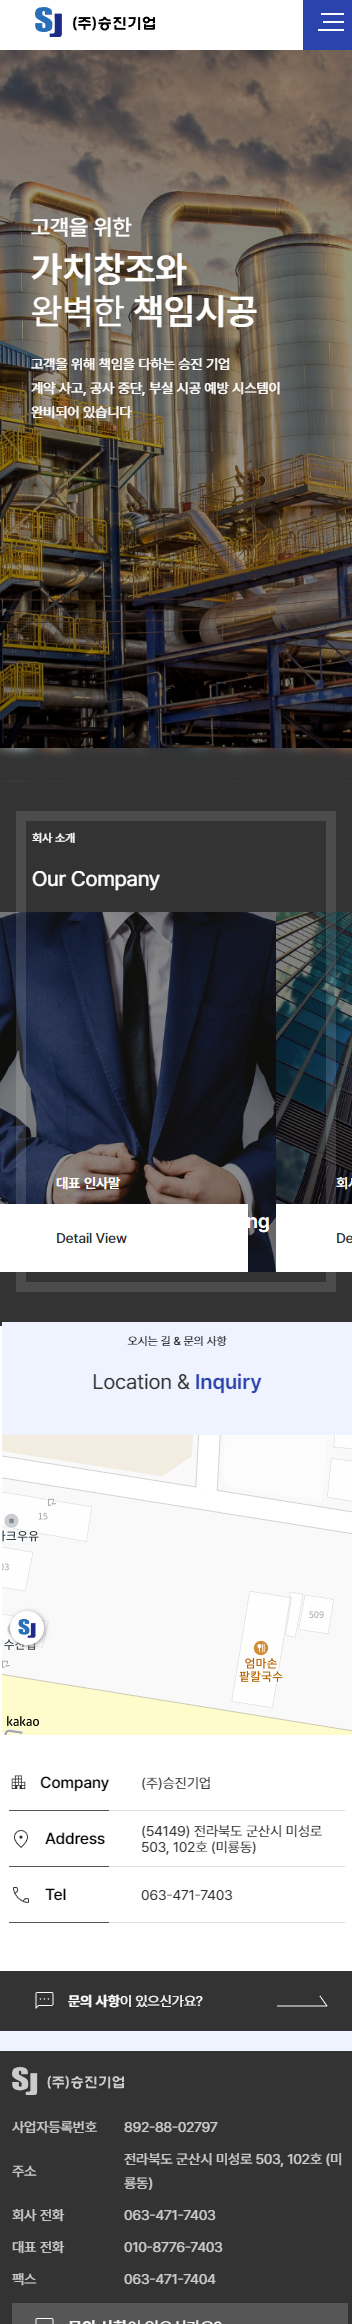 SJ (주)승진기업
고객을 위한
가치창조와
완벽한 책임시공
고객을 위해 책임을 다하는 승진 기업
계약 사고, 공사 중단, 부실 시공 예방 시스템이
완비되어 있습니다
회사 소개
Our Company
대표 인사말
회사
ng
Detail View
De
오시는 길 & 문의 사항
Location & Inquiry
15
파크우유
03
509
SJ
엄마손
팥칼국수
kakao
Company (주)승진기업
Address (54149) 전라북도 군산시 미성로
503, 102호 (미룡동)
Tel 063-471-7403
문의 사항이 있으신가요?
SJ (주)승진기업
사업자등록번호 892-88-02797
주소 전라북도 군산시 미성로 503, 102호 (미
룡동)
회사 전화 063-471-7403
대표 전화 010-8776-7403
팩스 063-471-7404